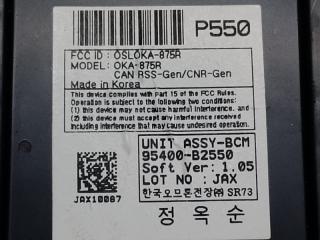 P550
FCC ID : OSLOKA-875R
MODEL: OKA-875R
CAN RSS-Gen/CNR-Gen
Made in Korea
This device complies with Part 15 of the FCC Rules.
Operation is subject to the following two conditions:
(1) this device may not cause harmful interference, and
(2) this device must accept any interference received
including interference that may cause undesired operation.
UNIT ASSY-BCM
95400-B2550
Soft Ver: 1.05
LOT NO : JAX
한국오므론전장㈜ SR73
JAX10087
정옥순